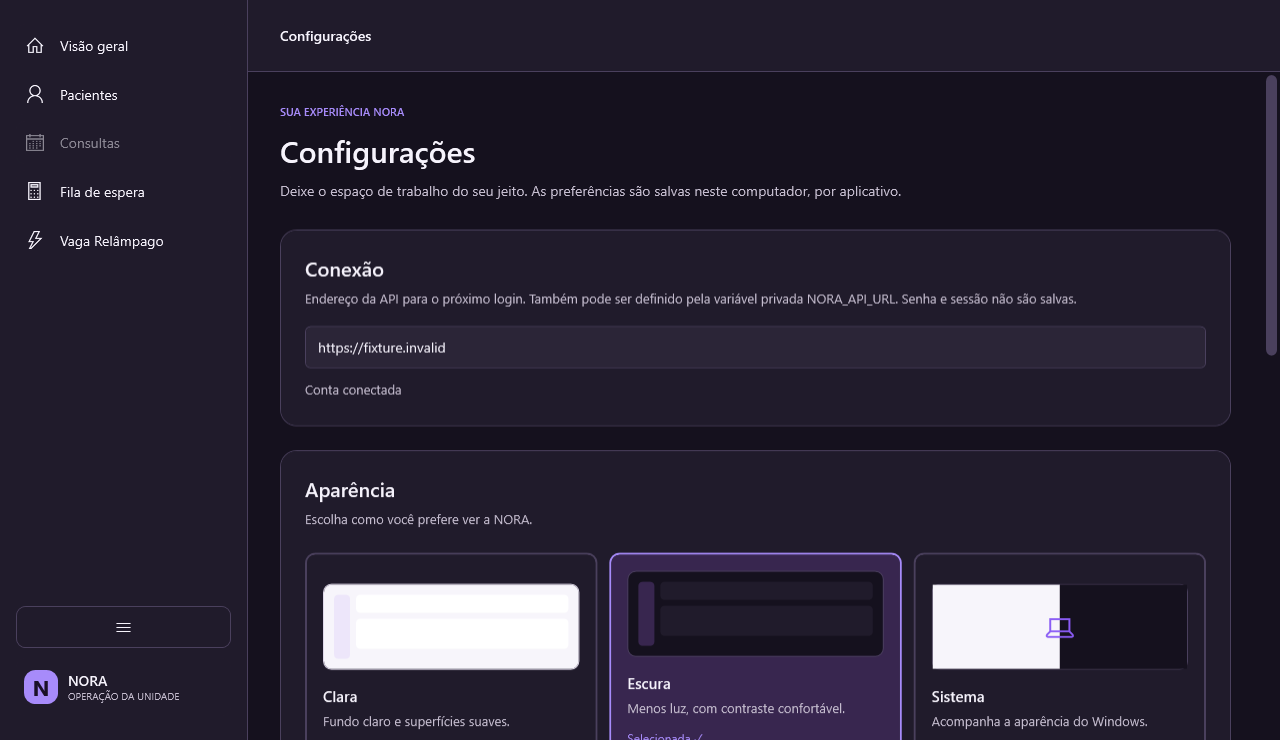 Visão geral
Pacientes
Consultas
Fila de espera
Vaga Relâmpago
N
NORA
OPERAÇÃO DA UNIDADE
Configurações
SUA EXPERIÊNCIA NORA
Configurações
Deixe o espaço de trabalho do seu jeito. As preferências são salvas neste computador, por aplicativo.
Conexão
Endereço da API para o próximo login. Também pode ser definido pela variável privada NORA_API_URL. Senha e sessão não são salvas.
https://fixture.invalid
Conta conectada
Aparência
Escolha como você prefere ver a NORA.
Clara
Fundo claro e superfícies suaves.
Escura
Menos luz, com contraste confortável.
Selecionada ✓
Sistema
Acompanha a aparência do Windows.